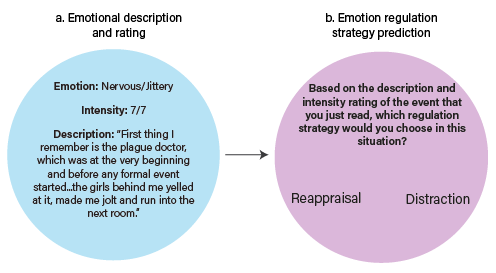 a. Emotional description
and rating
Emotion: Nervous/Jittery
Intensity: 7/7
Description: “First thing I
remember is the plague doctor,
which was at the very beginning
and before any formal event
started...the girls behind me yelled
at it, made me jolt and run into the
next room.”
b. Emotion regulation
strategy prediction
Based on the description and
intensity rating of the event that
you just read, which regulation
strategy would you choose in this
situation?
Reappraisal
Distraction